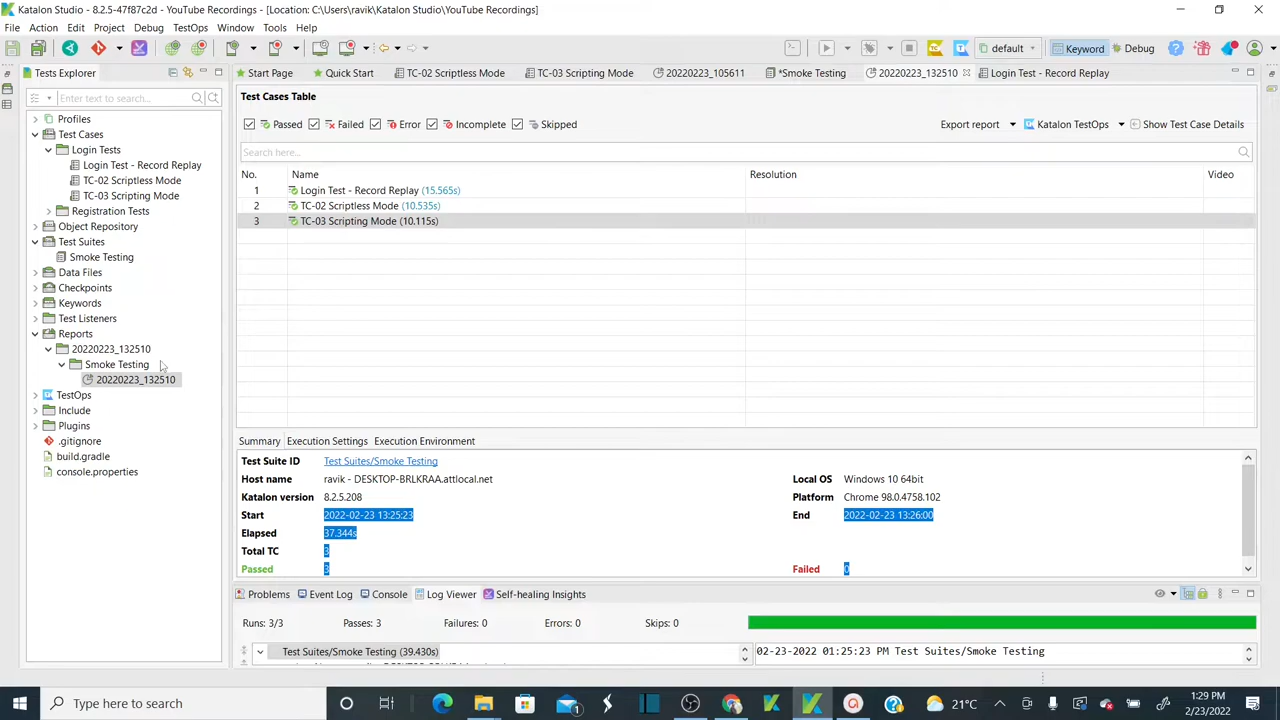 Katalon Studio - 8.2.5-47f87c2d - YouTube Recordings - [Location: C:\Users\ravik\Katalon Studio\YouTube Recordings]
File Action Edit Project Debug TestOps Window Tools Help
default Keyword Debug
Tests Explorer
Start Page Quick Start TC-02 Scriptless Mode TC-03 Scripting Mode 20220223_105611 *Smoke Testing 20220223_132510 Login Test - Record Replay
Enter text to search...
Profiles
Test Cases
Login Tests
Login Test - Record Replay
TC-02 Scriptless Mode
TC-03 Scripting Mode
Registration Tests
Object Repository
Test Suites
Smoke Testing
Data Files
Checkpoints
Keywords
Test Listeners
Reports
20220223_132510
Smoke Testing
20220223_132510
TestOps
Include
Plugins
.gitignore
build.gradle
console.properties
Test Cases Table
Passed Failed Error Incomplete Skipped Export report Katalon TestOps Show Test Case Details
Search here...
No. Name Resolution Video
1 Login Test - Record Replay (15.565s)
2 TC-02 Scriptless Mode (10.535s)
3 TC-03 Scripting Mode (10.115s)
Summary Execution Settings Execution Environment
Test Suite ID Test Suites/Smoke Testing
Host name ravik - DESKTOP-BRLKRAA.attlocal.net Local OS Windows 10 64bit
Katalon version 8.2.5.208 Platform Chrome 98.0.4758.102
Start 2022-02-23 13:25:23 End 2022-02-23 13:26:00
Elapsed 37.344s
Total TC 3
Passed 3 Failed 0
Problems Event Log Console Log Viewer Self-healing Insights
Runs: 3/3 Passes: 3 Failures: 0 Errors: 0 Skips: 0
Test Suites/Smoke Testing (39.430s) 02-23-2022 01:25:23 PM Test Suites/Smoke Testing
Type here to search 21°C 1:29 PM
2/23/2022